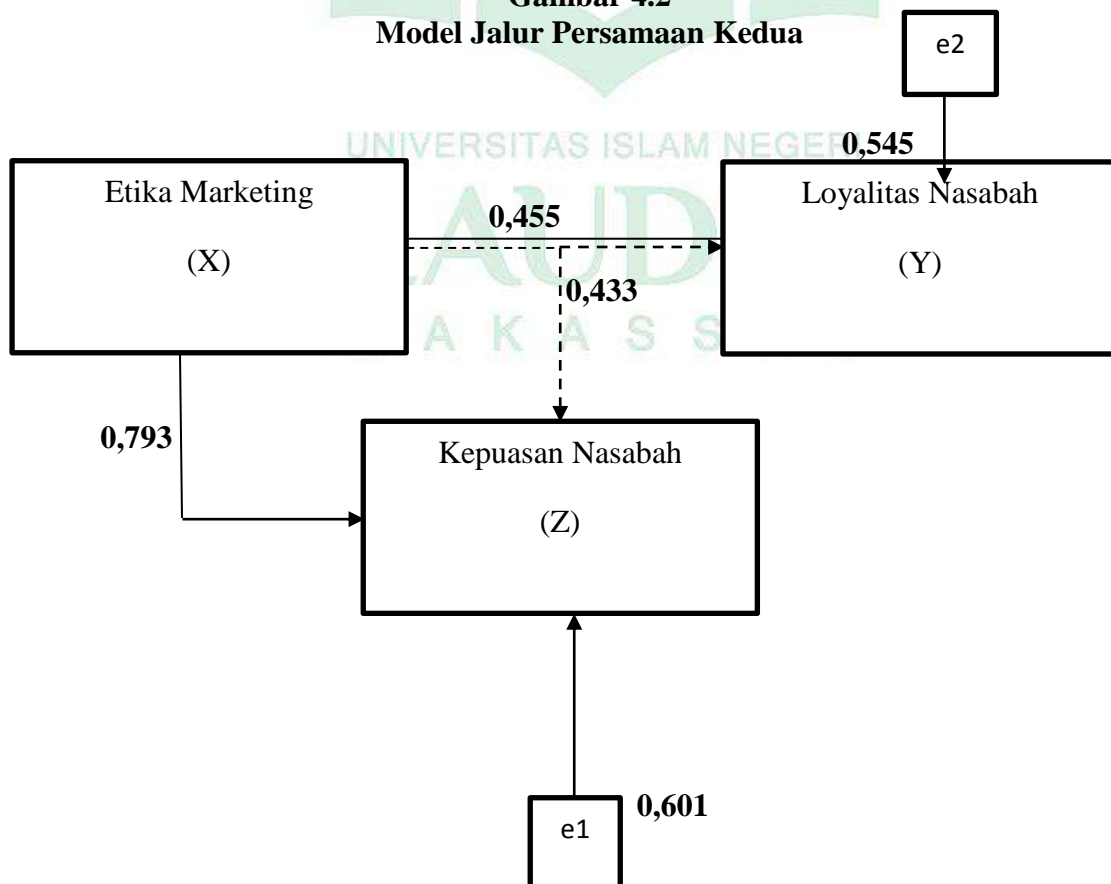 Gambar 4.2
Model Jalur Persamaan Kedua
e2
UNIVERSITAS ISLAM NEGERI
0,545
Etika Marketing
(X)
0,455
Loyalitas Nasabah
(Y)
0,433
0,793
Kepuasan Nasabah
(Z)
0,601
e1